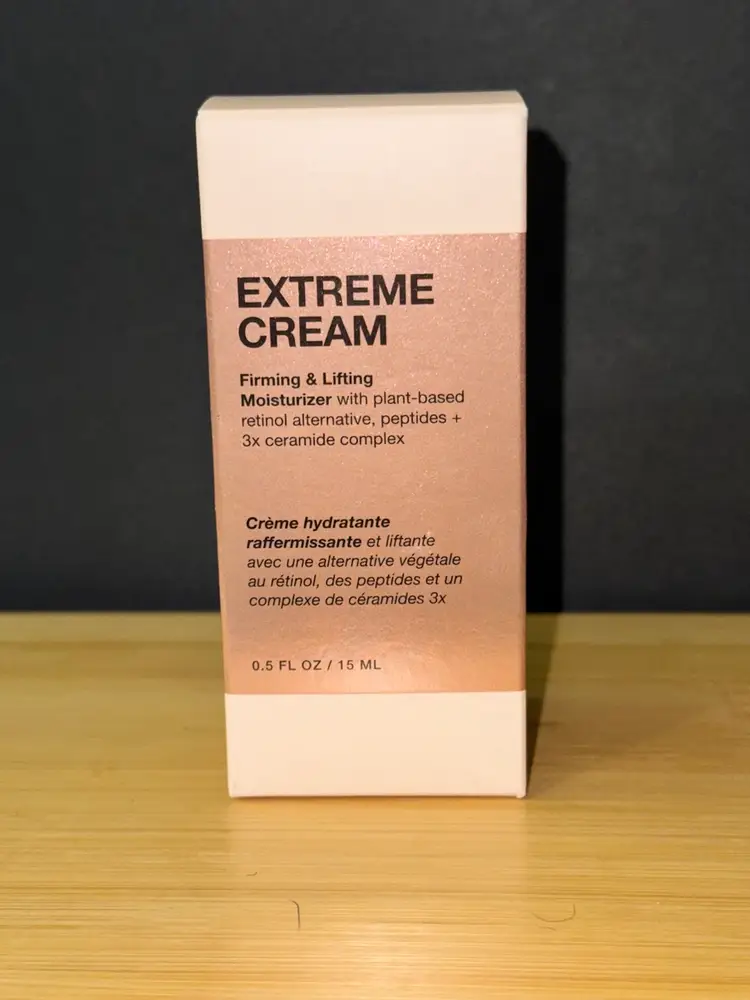 EXTREME
CREAM
Firming & Lifting
Moisturizer with plant-based
retinol alternative, peptides +
3x ceramide complex
Crème hydratante
raffermissante et liftante
avec une alternative végétale
au rétinol, des peptides et un
complexe de céramides 3x
0.5 FL OZ / 15 ML